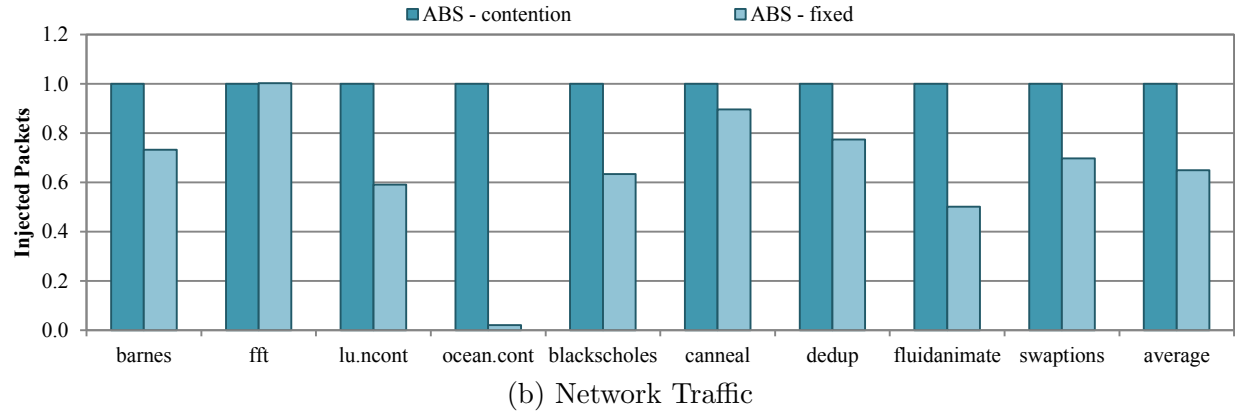 ABS - contention ABS - fixed
1.2
1.0
0.8
0.6
0.4
0.2
0.0
Injected Packets
barnes fft lu.ncont ocean.cont blackscholes canneal dedup fluidanimate swaptions average
(b) Network Traffic